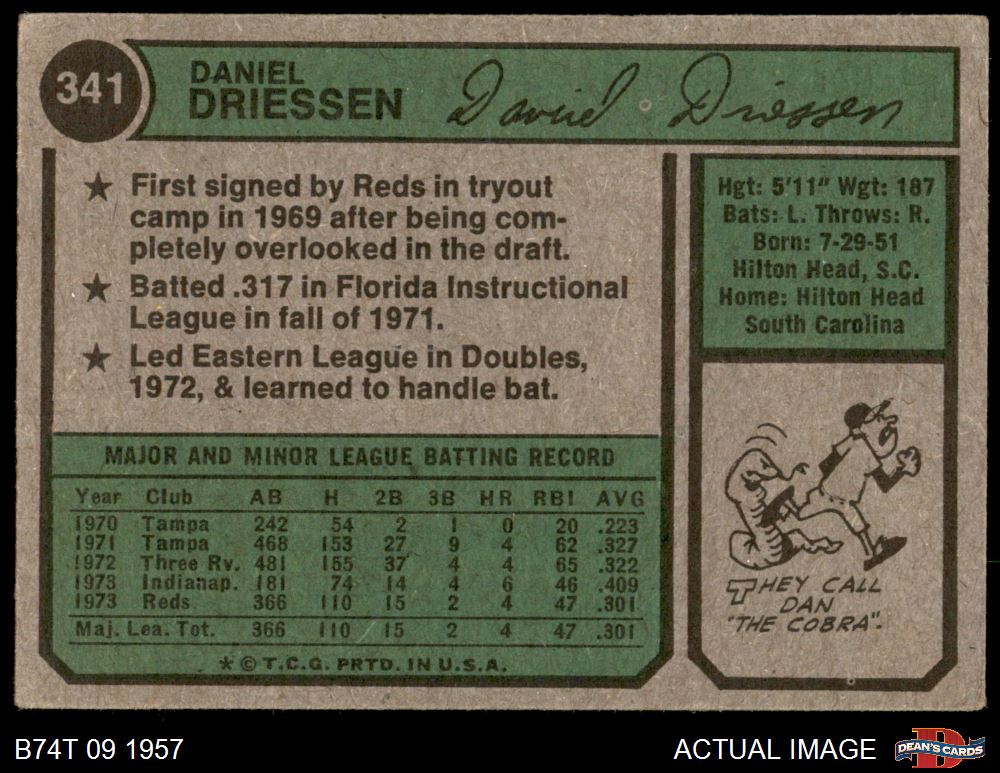 341
DANIEL
DRIESSEN
David Driessen
★ First signed by Reds in tryout
camp in 1969 after being com-
pletely overlooked in the draft.
★ Batted .317 in Florida Instructional
League in fall of 1971.
★ Led Eastern League in Doubles,
1972, & learned to handle bat.
Hgt: 5'11" Wgt: 187
Bats: L. Throws: R.
Born: 7-29-51
Hilton Head, S.C.
Home: Hilton Head
South Carolina
MAJOR AND MINOR LEAGUE BATTING RECORD
Year Club AB H 2B 3B HR RBI AVG
1970 Tampa 242 54 2 1 0 20 .223
1971 Tampa 468 153 27 9 4 62 .327
1972 Three Rv. 481 155 37 4 4 65 .322
1973 Indianap. 181 74 14 4 6 46 .409
1973 Reds 366 110 15 2 4 47 .301
Maj. Lea. Tot. 366 110 15 2 4 47 .301
★ © T.C.G. PRTD. IN U.S.A.
THEY CALL
DAN
"THE COBRA".
B74T 09 1957
ACTUAL IMAGE
D
DEAN'S CARDS